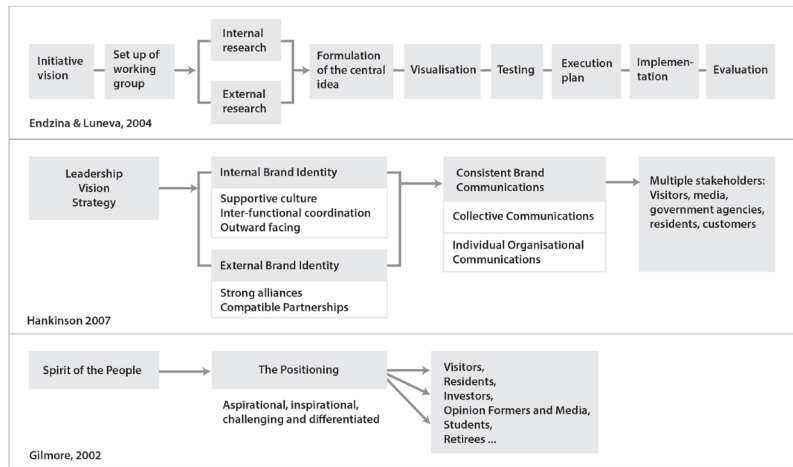 Initiative
vision
Set up of
working
group
Internal
research
External
research
Formulation
of the central
idea
Visualisation
Testing
Execution
plan
Implemen-
tation
Evaluation
Endzina & Luneva, 2004
Leadership
Vision
Strategy
Internal Brand Identity
Supportive culture
Inter-functional coordination
Outward facing
External Brand Identity
Strong alliances
Compatible Partnerships
Consistent Brand
Communications
Collective Communications
Individual Organisational
Communications
Multiple stakeholders:
Visitors, media,
government agencies,
residents, customers
Hankinson 2007
Spirit of the People
The Positioning
Aspirational, inspirational,
challenging and differentiated
Visitors,
Residents,
Investors,
Opinion Formers and Media,
Students,
Retirees ...
Gilmore, 2002